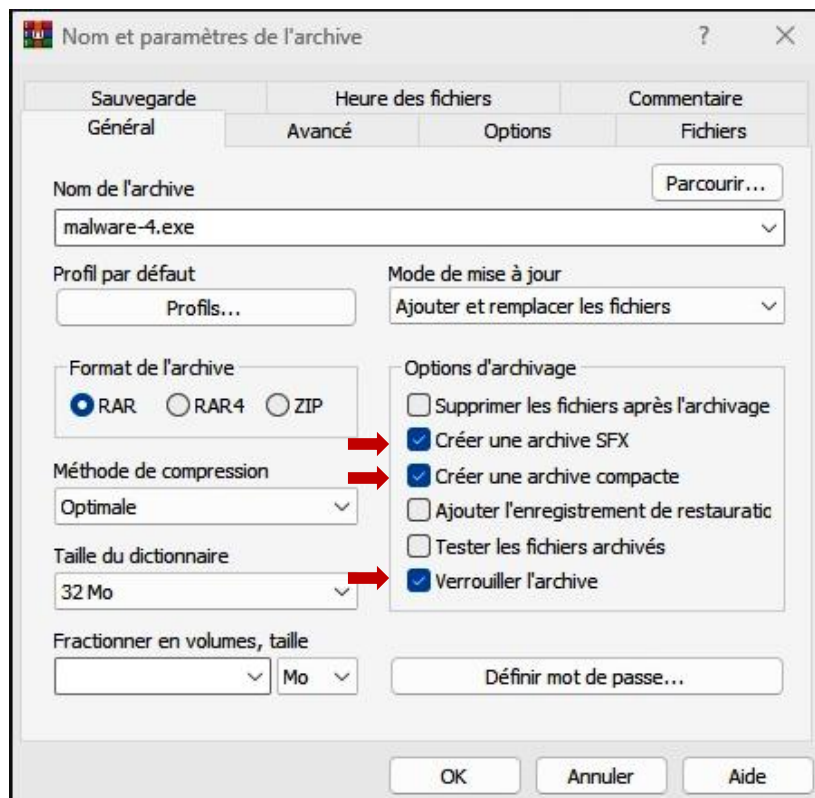 Nom et paramètres de l'archive
Sauvegarde Heure des fichiers Commentaire
Général Avancé Options Fichiers
Nom de l'archive
Parcourir...
malware-4.exe
Profil par défaut
Profils...
Mode de mise à jour
Ajouter et remplacer les fichiers
Format de l'archive
RAR RAR4 ZIP
Méthode de compression
Optimale
Taille du dictionnaire
32 Mo
Fractionner en volumes, taille
Mo
Options d'archivage
Supprimer les fichiers après l'archivage
Créer une archive SFX
Créer une archive compacte
Ajouter l'enregistrement de restauratio
Tester les fichiers archivés
Verrouiller l'archive
Définir mot de passe...
OK Annuler Aide